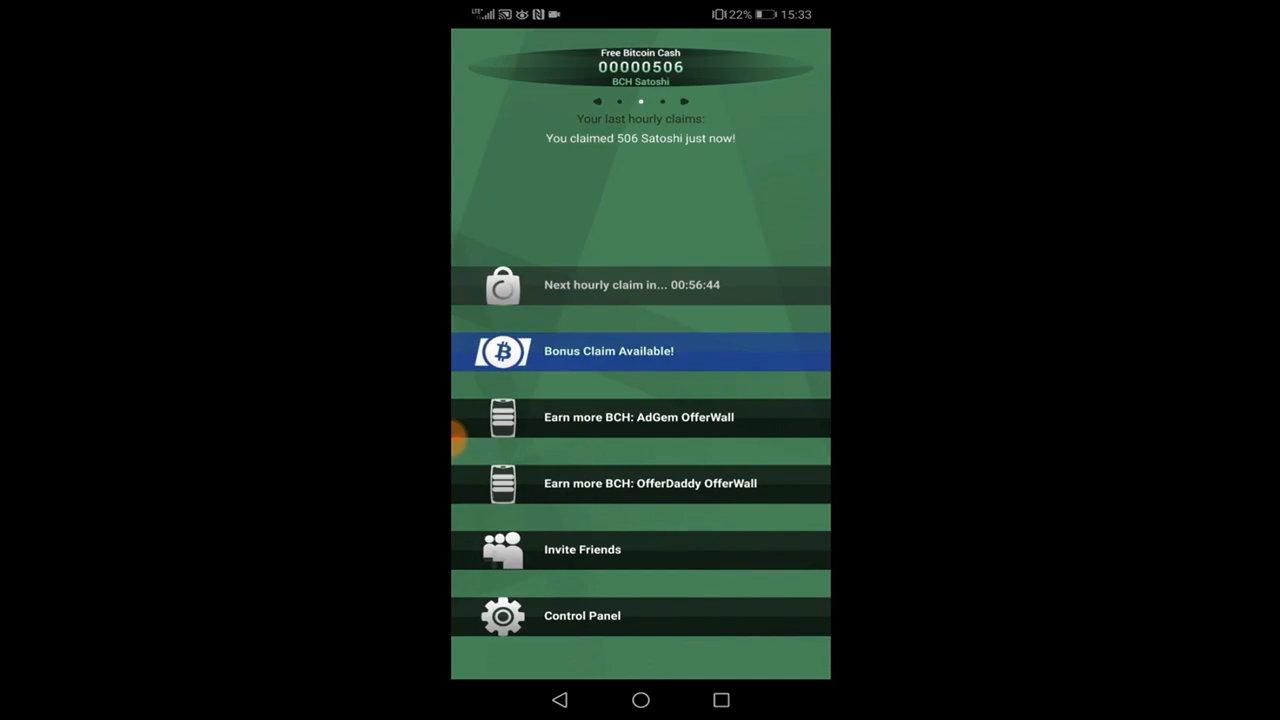 LTE 22% 15:33
Free Bitcoin Cash
00000506
BCH Satoshi
Your last hourly claims:
You claimed 506 Satoshi just now!
Next hourly claim in... 00:56:44
Bonus Claim Available!
Earn more BCH: AdGem OfferWall
Earn more BCH: OfferDaddy OfferWall
Invite Friends
Control Panel